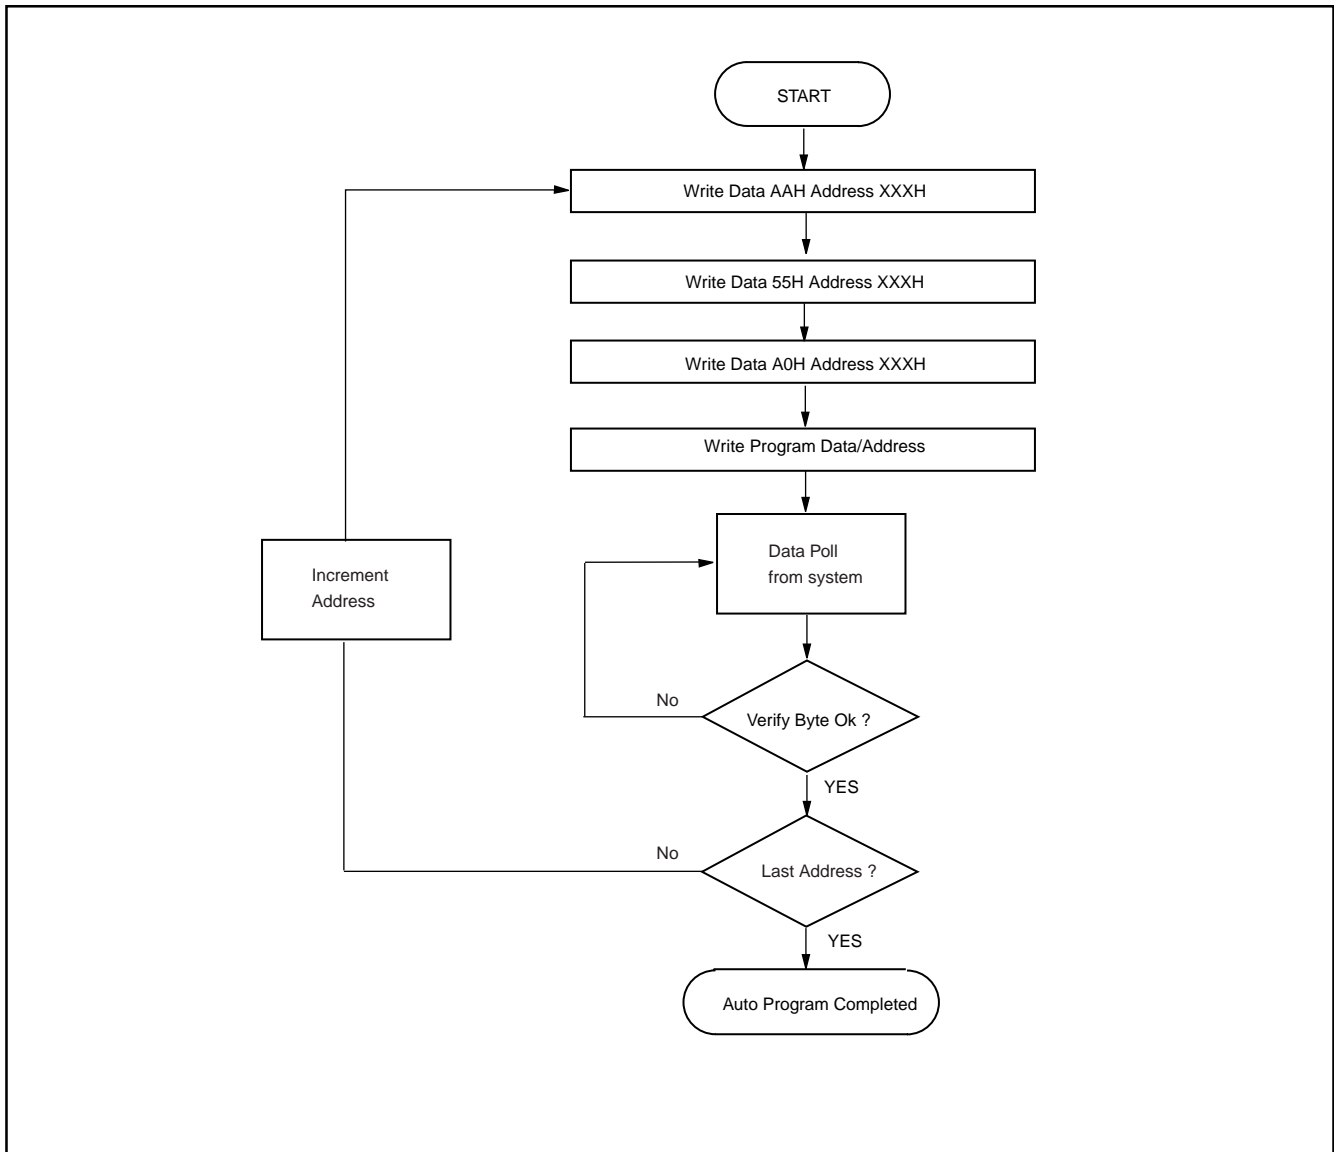 START
Write Data AAH Address XXXH
Write Data 55H Address XXXH
Write Data A0H Address XXXH
Write Program Data/Address
Data Poll
from system
Increment
Address
No
Verify Byte Ok ?
YES
No
Last Address ?
YES
Auto Program Completed